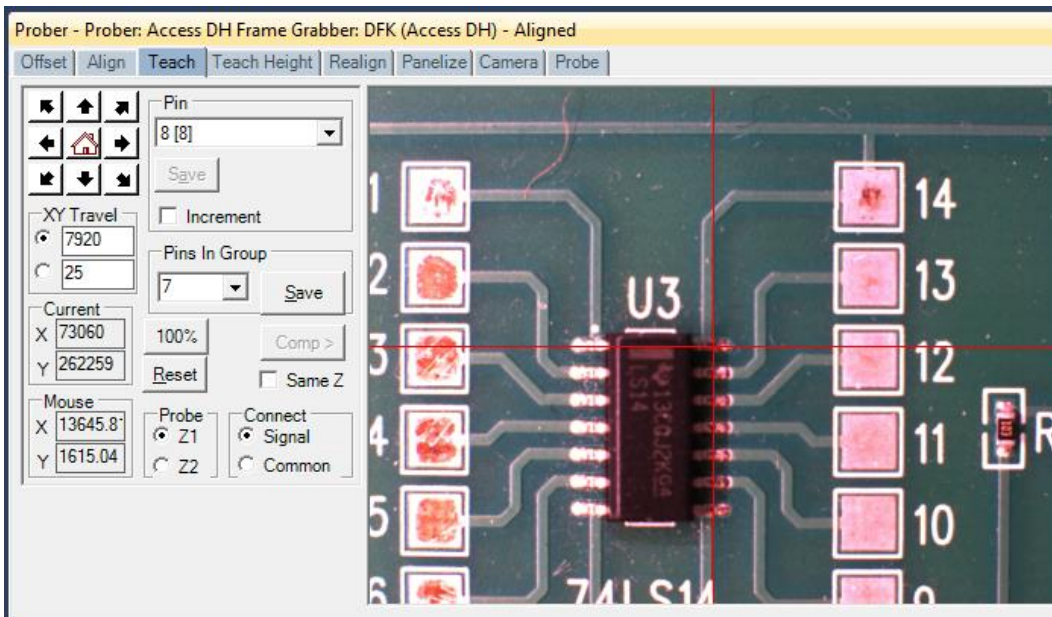 Prober - Prober: Access DH Frame Grabber: DFK (Access DH) - Aligned
Offset Align Teach Teach Height Realign Panelize Camera Probe
Pin
8 [8]
Save
Increment
XY Travel
7920
25
Pins In Group
7
Save
Current
X 73060
Y 262259
100%
Comp >
Reset
Same Z
Mouse
X 13645.8
Y 1615.04
Probe
Z1
Z2
Connect
Signal
Common
1
2
3
4
5
6
U3
LS14
74LS14
14
13
12
11
10
9
R